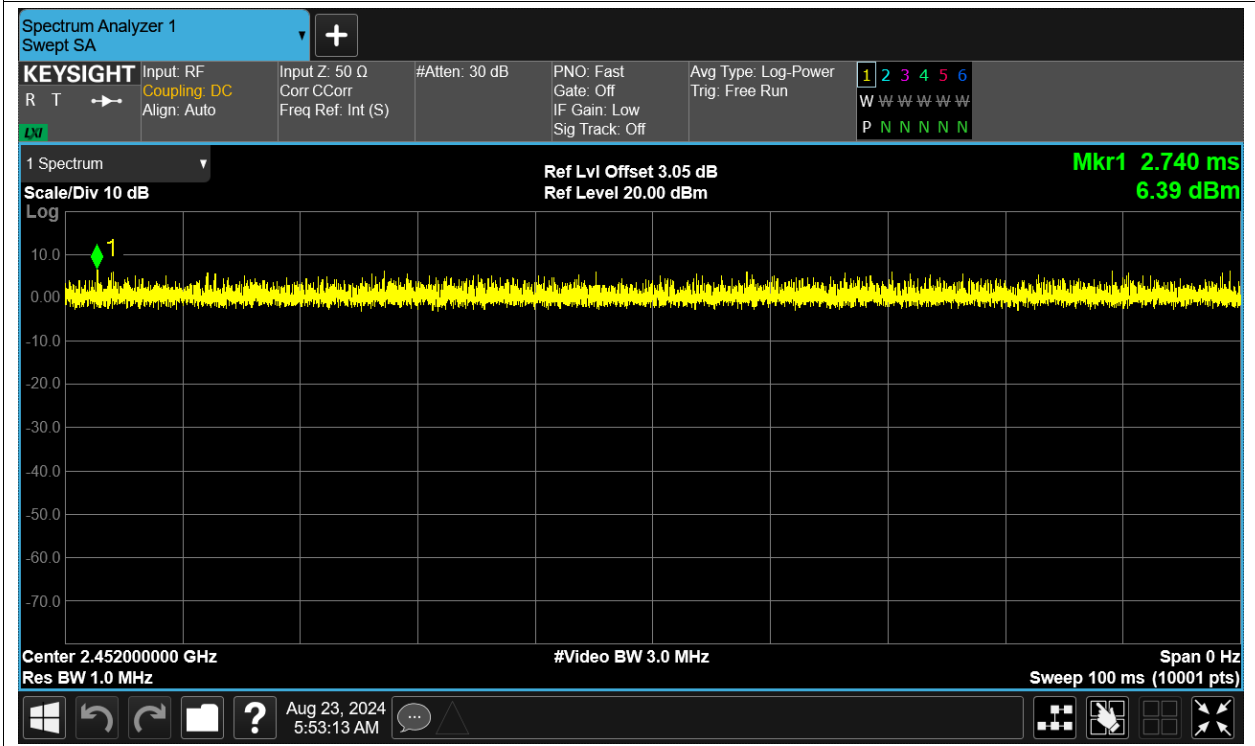 Spectrum Analyzer 1
Swept SA
KEYSIGHT
R T
LXI
Input: RF
Coupling: DC
Align: Auto
Input Z: 50 Ω
Corr CCorr
Freq Ref: Int (S)
#Atten: 30 dB
PNO: Fast
Gate: Off
IF Gain: Low
Sig Track: Off
Avg Type: Log-Power
Trig: Free Run
1 2 3 4 5 6
W W W W W W
P N N N N N
1 Spectrum
Scale/Div 10 dB
Ref Lvl Offset 3.05 dB
Ref Level 20.00 dBm
Mkr1 2.740 ms
6.39 dBm
Log
1
10.0
0.00
-10.0
-20.0
-30.0
-40.0
-50.0
-60.0
-70.0
Center 2.452000000 GHz
Res BW 1.0 MHz
#Video BW 3.0 MHz
Span 0 Hz
Sweep 100 ms (10001 pts)
?
Aug 23, 2024
5:53:13 AM